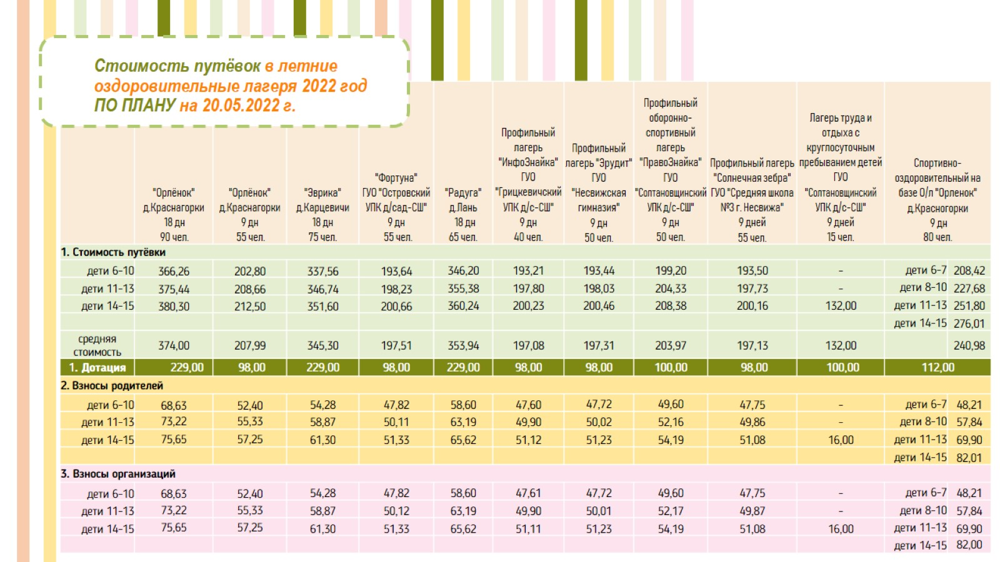 Стоимость путёвок в летние
оздоровительные лагеря 2022 год
ПО ПЛАНУ на 20.05.2022 г.
"Орлёнок"
д.Краснагорки
18 дн
90 чел.
"Орлёнок"
д.Краснагорки
9 дн
55 чел.
"Эврика"
д.Карцевичи
18 дн
75 чел.
"Фортуна"
ГУО "Островский
УПК д/сад-СШ"
9 дн
55 чел.
"Радуга"
д.Лань
18 дн
65 чел.
Профильный
лагерь
"ИнфоЗнайка"
ГУО
"Грицкевичский
УПК д/с-СШ"
9 дн
40 чел.
Профильный
лагерь "Эрудит"
ГУО
"Несвижская
гимназия"
9 дн
50 чел.
Профильный
оборонно-
спортивный
лагерь
"ПравоЗнайка"
ГУО
"Солтановщинский
УПК д/с-СШ"
9 дн
50 чел.
Профильный лагерь
"Солнечная зебра"
ГУО "Средняя школа
№3 г. Несвижа"
9 дней
55 чел.
Лагерь труда и
отдыха с
круглосуточным
пребыванием детей
ГУО
"Солтановщинский
УПК д/с-СШ"
9 дней
15 чел.
Спортивно-
оздоровительный на
базе О/л "Орленок"
д.Красногорки
9 дн
80 чел.
1. Стоимость путёвки
дети 6-10 366,26 202,80 337,56 193,64 346,20 193,21 193,44 199,20 193,50 - дети 6-7 208,42
дети 11-13 375,44 208,66 346,74 198,23 355,38 197,80 198,03 204,33 197,73 - дети 8-10 227,68
дети 14-15 380,30 212,50 351,60 200,66 360,24 200,23 200,46 208,38 200,16 132,00 дети 11-13 251,80
дети 14-15 276,01
средняя
стоимость 374,00 207,99 345,30 197,51 353,94 197,08 197,31 203,97 197,13 132,00 240,98
1. Дотация 229,00 98,00 229,00 98,00 229,00 98,00 98,00 100,00 98,00 100,00 112,00
2. Взносы родителей
дети 6-10 68,63 52,40 54,28 47,82 58,60 47,60 47,72 49,60 47,75 - дети 6-7 48,21
дети 11-13 73,22 55,33 58,87 50,11 63,19 49,90 50,02 52,16 49,86 - дети 8-10 57,84
дети 14-15 75,65 57,25 61,30 51,33 65,62 51,12 51,23 54,19 51,08 16,00 дети 11-13 69,90
дети 14-15 82,01
3. Взносы организаций
дети 6-10 68,63 52,40 54,28 47,82 58,60 47,61 47,72 49,60 47,75 - дети 6-7 48,21
дети 11-13 73,22 55,33 58,87 50,12 63,19 49,90 50,01 52,17 49,87 - дети 8-10 57,84
дети 14-15 75,65 57,25 61,30 51,33 65,62 51,11 51,23 54,19 51,08 16,00 дети 11-13 69,90
дети 14-15 82,00